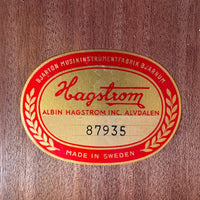 BJÄRTON MUSIKINSTRUMENTFABRIK BJÄRNUM
Hagstrom
ALBIN HAGSTROM INC. ALVDALEN
87935
MADE IN SWEDEN